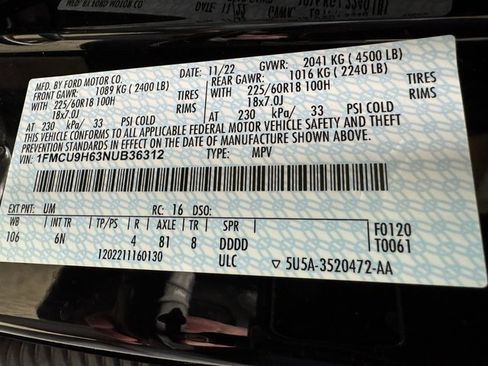 MFD. BY FORD MOTOR CO. DATE: 11/22 GVWR: 2041 KG ( 4500 LB)
FRONT GAWR: 1089 KG ( 2400 LB) REAR GAWR: 1016 KG ( 2240 LB)
225/60R18 100H TIRES 225/60R18 100H TIRES
18x7.0J RIMS 18x7.0J RIMS
AT 230 kPa/ 33 PSI COLD AT 230 kPa/ 33 PSI COLD
THIS VEHICLE CONFORMS TO ALL APPLICABLE FEDERAL MOTOR VEHICLE SAFETY AND THEFT
PREVENTION STANDARDS IN EFFECT ON THE DATE OF MANUFACTURE SHOWN ABOVE.
VIN: 1FMCU9H63NUB36312 TYPE: MPV
EXT PNT: UM RC: 16 DSO:
WB INT TR TP/PS R AXLE TR SPR F0120
106 6N 4 81 8 DDDD T0061
1202211160130 ULC 5U5A-3520472-AA